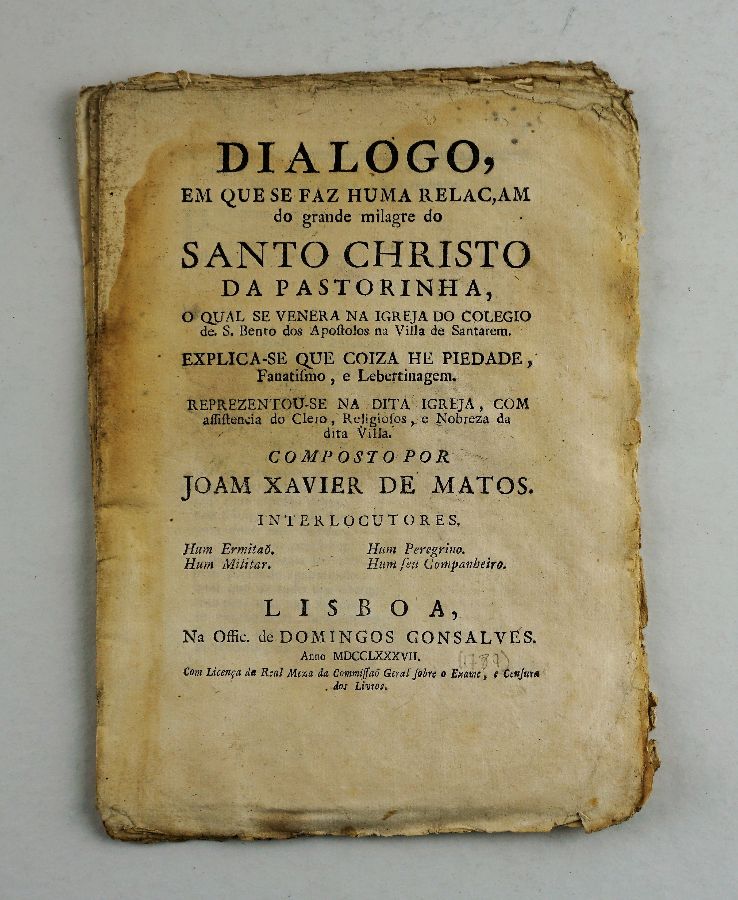 DIALOGO,
EM QUE SE FAZ HUMA RELAC,AM
do grande milagre do
SANTO CHRISTO
DA PASTORINHA,
O QUAL SE VENERA NA IGREJA DO COLEGIO
de. S. Bento dos Apoſtolos na Villa de Santarem.
EXPLICA-SE QUE COIZA HE PIEDADE,
Fanatiſmo, e Lebertinagem.
REPREZENTOU-SE NA DITA IGREJA, COM
aſſiſtencia do Clero, Religioſos, e Nobreza da
dita Villa.
COMPOSTO POR
JOAM XAVIER DE MATOS.
INTERLOCUTORES.
Hum Ermitaõ. Hum Peregrino.
Hum Militar. Hum ſeu Companheiro.
LISBOA,
Na Offic. de DOMINGOS GONSALVES.
Anno MDCCLXXXVII. (1789)
Com Licença da Real Meza da Commiſſaõ Geral ſobre o Exame, e Cenſura
dos Livros.